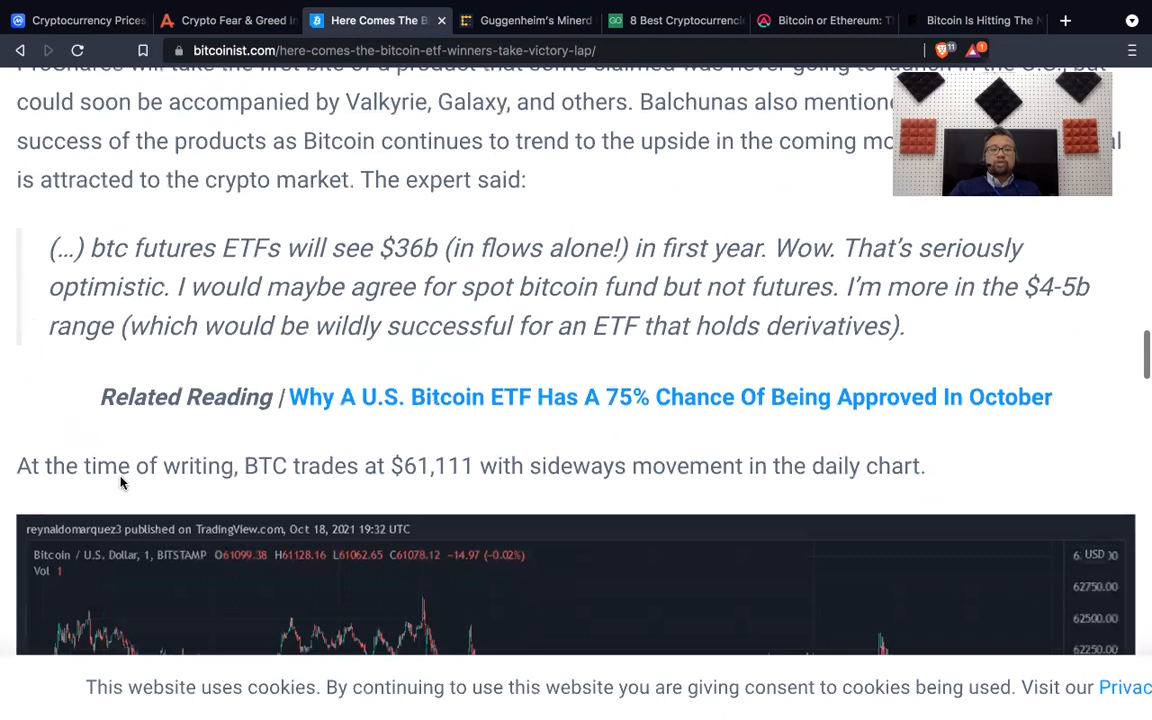 Cryptocurrency Prices,
Crypto Fear & Greed In
Here Comes The B
Guggenheim's Minerd
8 Best Cryptocurrenci
Bitcoin or Ethereum: Th
Bitcoin Is Hitting The N
bitcoinist.com/here-comes-the-bitcoin-etf-winners-take-victory-lap/
11
1
could soon be accompanied by Valkyrie, Galaxy, and others. Balchunas also mentione
success of the products as Bitcoin continues to trend to the upside in the coming mo al
is attracted to the crypto market. The expert said:
(…) btc futures ETFs will see $36b (in flows alone!) in first year. Wow. That's seriously
optimistic. I would maybe agree for spot bitcoin fund but not futures. I'm more in the $4-5b
range (which would be wildly successful for an ETF that holds derivatives).
Related Reading | Why A U.S. Bitcoin ETF Has A 75% Chance Of Being Approved In October
At the time of writing, BTC trades at $61,111 with sideways movement in the daily chart.
reynaldomarquez3 published on TradingView.com, Oct 18, 2021 19:32 UTC
Bitcoin / U.S. Dollar, 1, BITSTAMP O61099.38 H61128.16 L61062.65 C61078.12 −14.97 (−0.02%)
USD
Vol 1
62750.00
62500.00
62250.00
This website uses cookies. By continuing to use this website you are giving consent to cookies being used. Visit our Privac